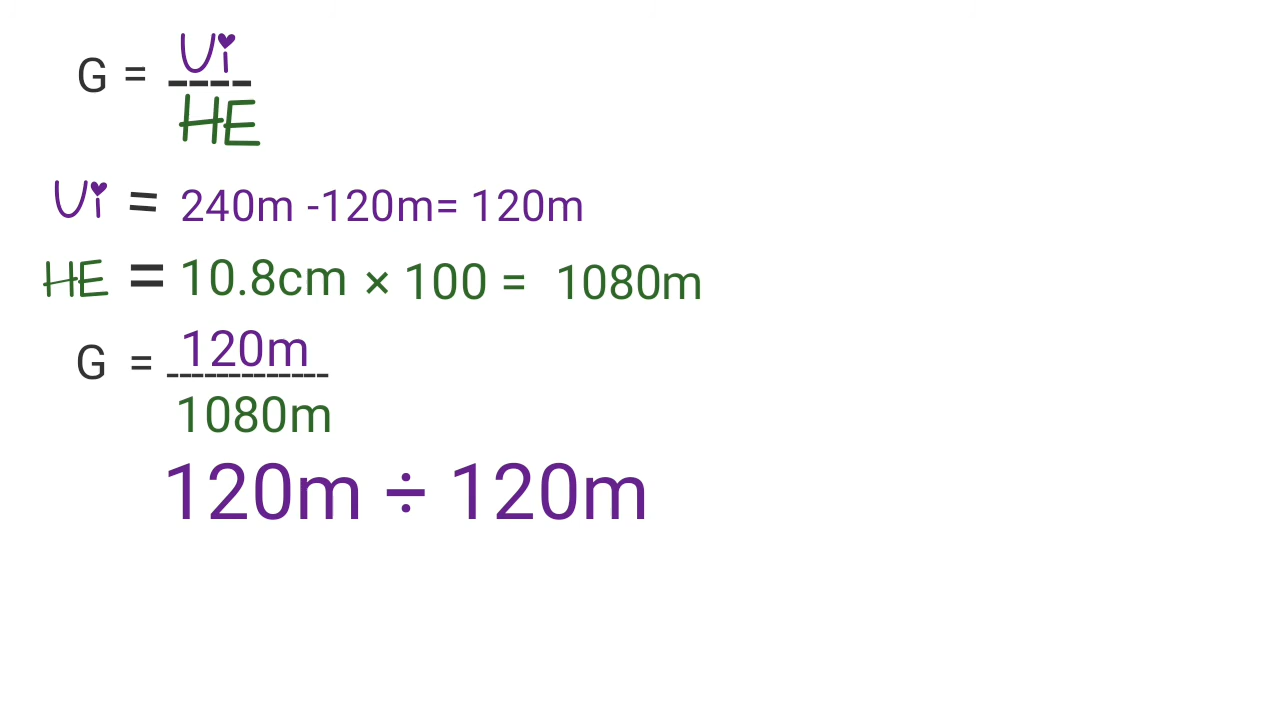 G = Ui
----
HE
Ui = 240m -120m= 120m
HE = 10.8cm × 100 = 1080m
G = 120m
-------------
1080m
120m ÷ 120m